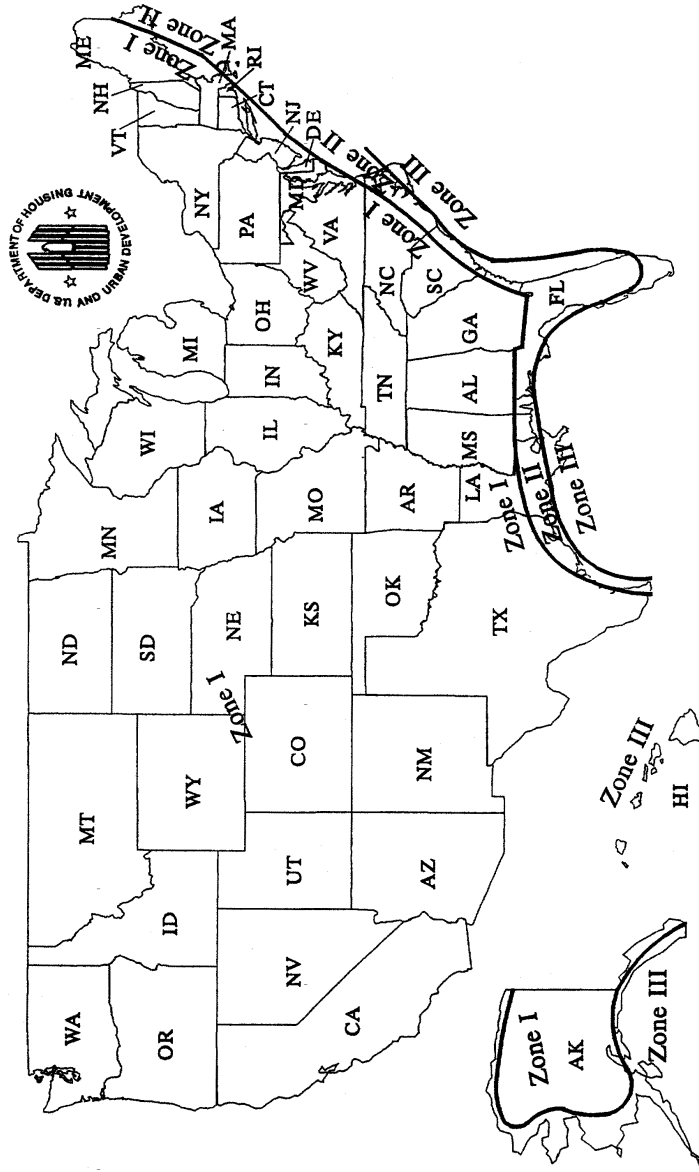 U.S. DEPARTMENT OF HOUSING
AND URBAN DEVELOPMENT
WA
MT
ND
MN
ME
Zone II
Zone I
NH
VT
MA
RI
CT
NY
WI
MI
OR
ID
WY
SD
IA
PA
NJ
DE
MD
Zone I
NE
IL
IN
OH
WV
VA
Zone I
Zone II
Zone III
NV
UT
CO
KS
MO
KY
NC
SC
CA
AZ
NM
OK
AR
TN
TX
LA
MS
AL
GA
FL
Zone I
Zone II
Zone III
Zone I
AK
Zone III
Zone III
HI